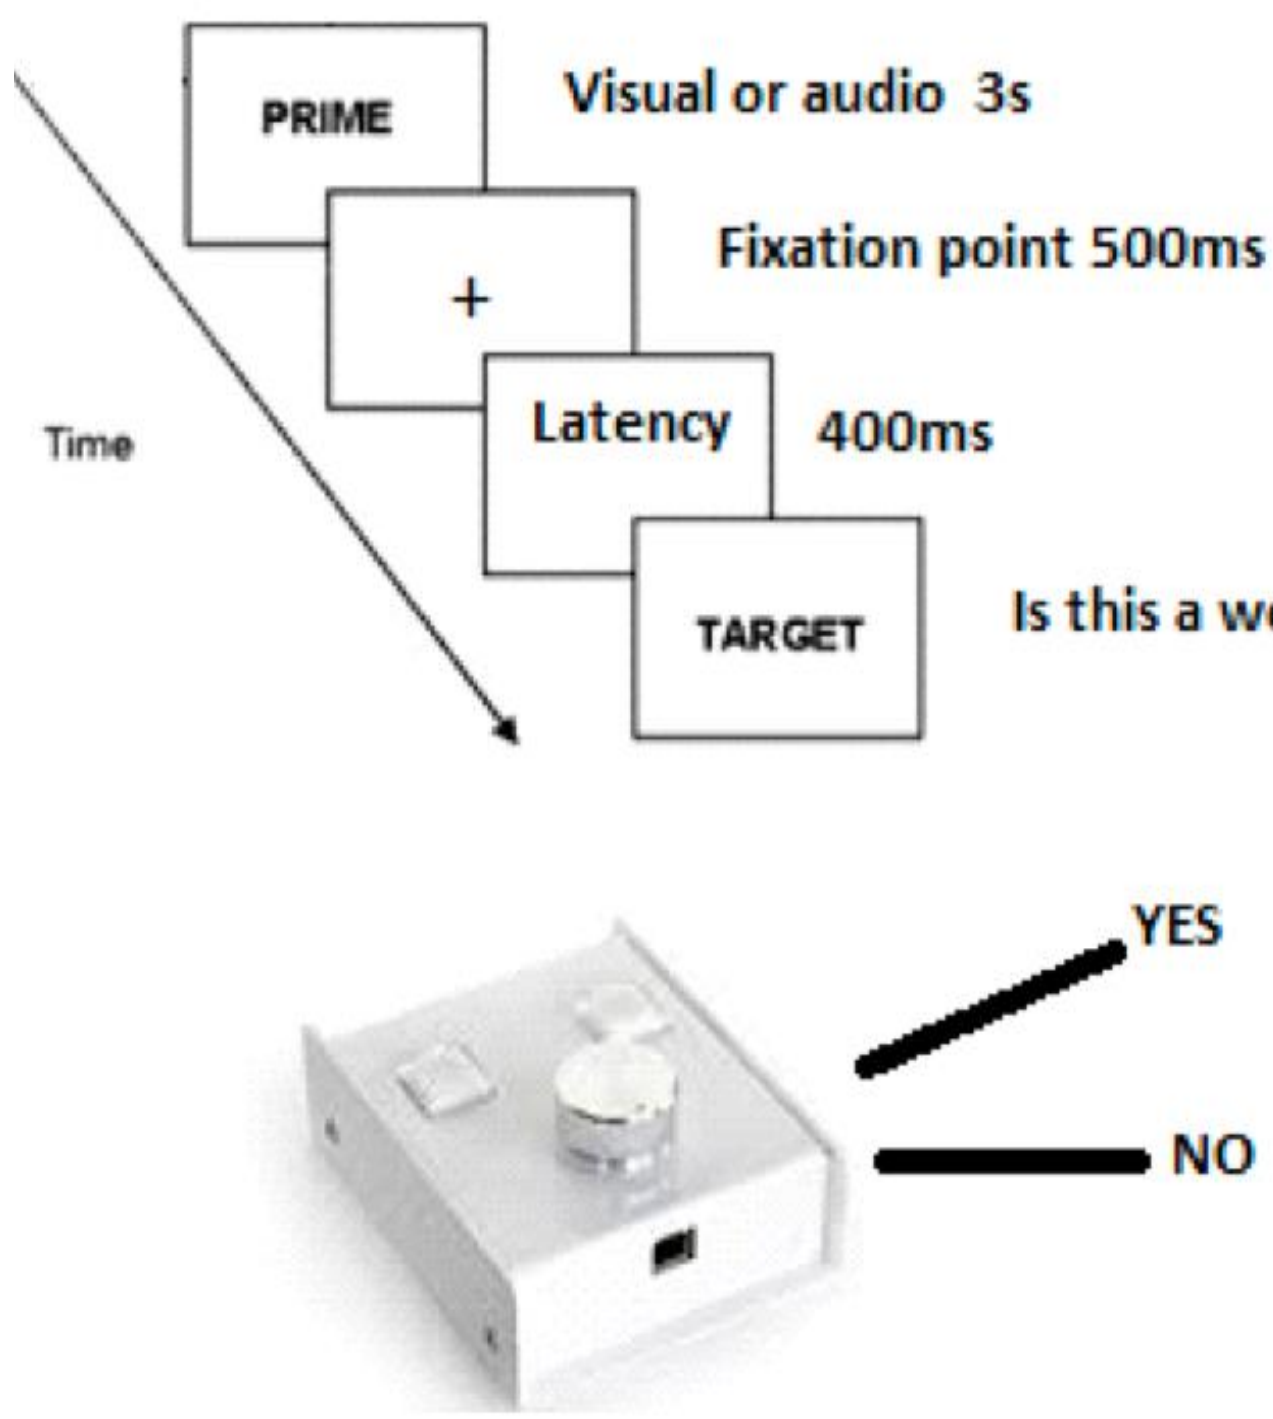 PRIME
Visual or audio 3s
+
Fixation point 500ms
Latency
400ms
Time
TARGET
Is this a
YES
NO